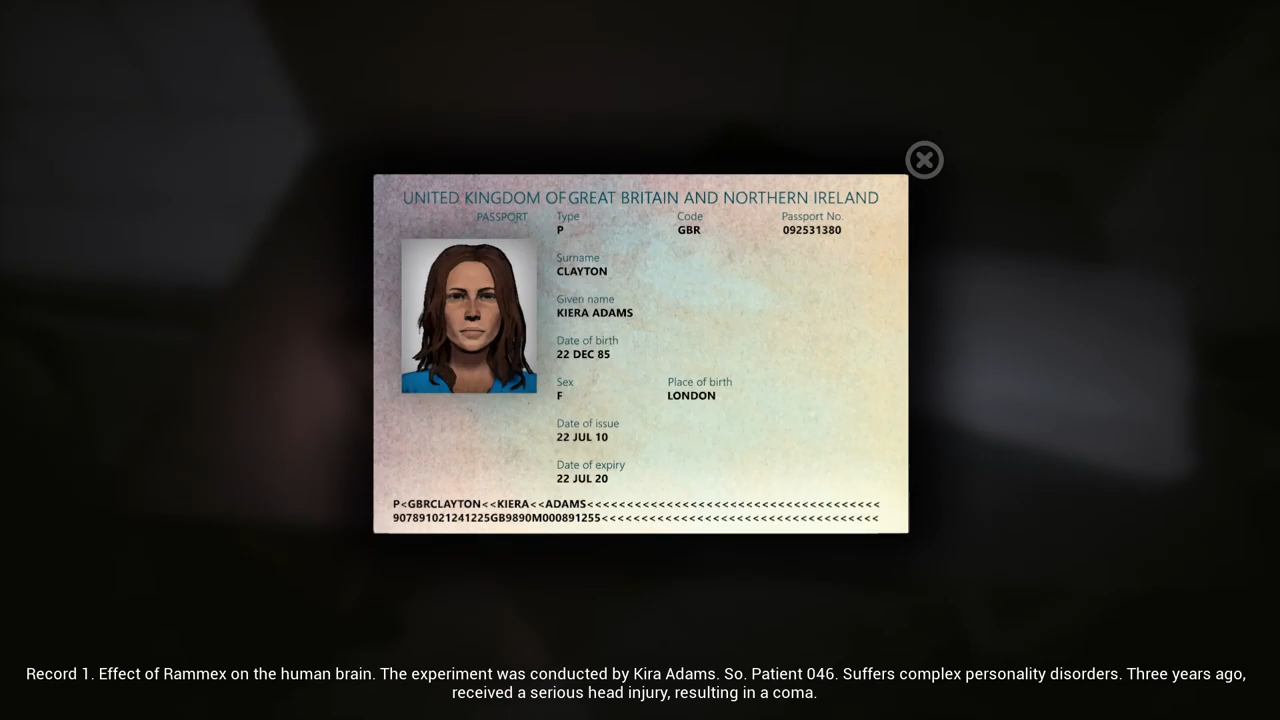 UNITED KINGDOM OF GREAT BRITAIN AND NORTHERN IRELAND
PASSPORT Type Code Passport No.
P GBR 092531380
Surname
CLAYTON
Given name
KIERA ADAMS
Date of birth
22 DEC 85
Sex Place of birth
F LONDON
Date of issue
22 JUL 10
Date of expiry
22 JUL 20
P<GBRCLAYTON<<KIERA<<ADAMS<<<<<<<<<<<<<<<<<<<<<<<<<<<<<<<<<<<<<
907891021241225GB9890M000891255<<<<<<<<<<<<<<<<<<<<<<<<<<<<<<<<<<<
Record 1. Effect of Rammex on the human brain. The experiment was conducted by Kira Adams. So. Patient 046. Suffers complex personality disorders. Three years ago,
received a serious head injury, resulting in a coma.